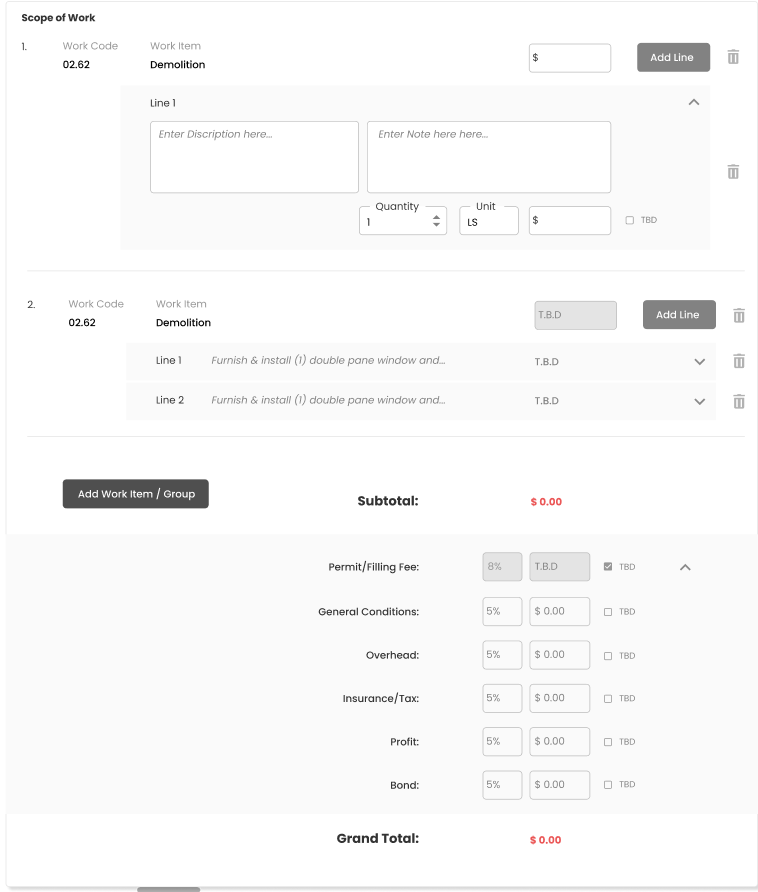 Scope of Work
1. Work Code Work Item
02.62 Demolition $ Add Line
Line 1
Enter Discription here... Enter Note here here...
Quantity Unit
1 LS $ TBD
2. Work Code Work Item
02.62 Demolition T.B.D Add Line
Line 1 Furnish & install (1) double pane window and... T.B.D
Line 2 Furnish & install (1) double pane window and... T.B.D
Add Work Item / Group Subtotal: $ 0.00
Permit/Filling Fee: 8% T.B.D TBD
General Conditions: 5% $ 0.00 TBD
Overhead: 5% $ 0.00 TBD
Insurance/Tax: 5% $ 0.00 TBD
Profit: 5% $ 0.00 TBD
Bond: 5% $ 0.00 TBD
Grand Total: $ 0.00